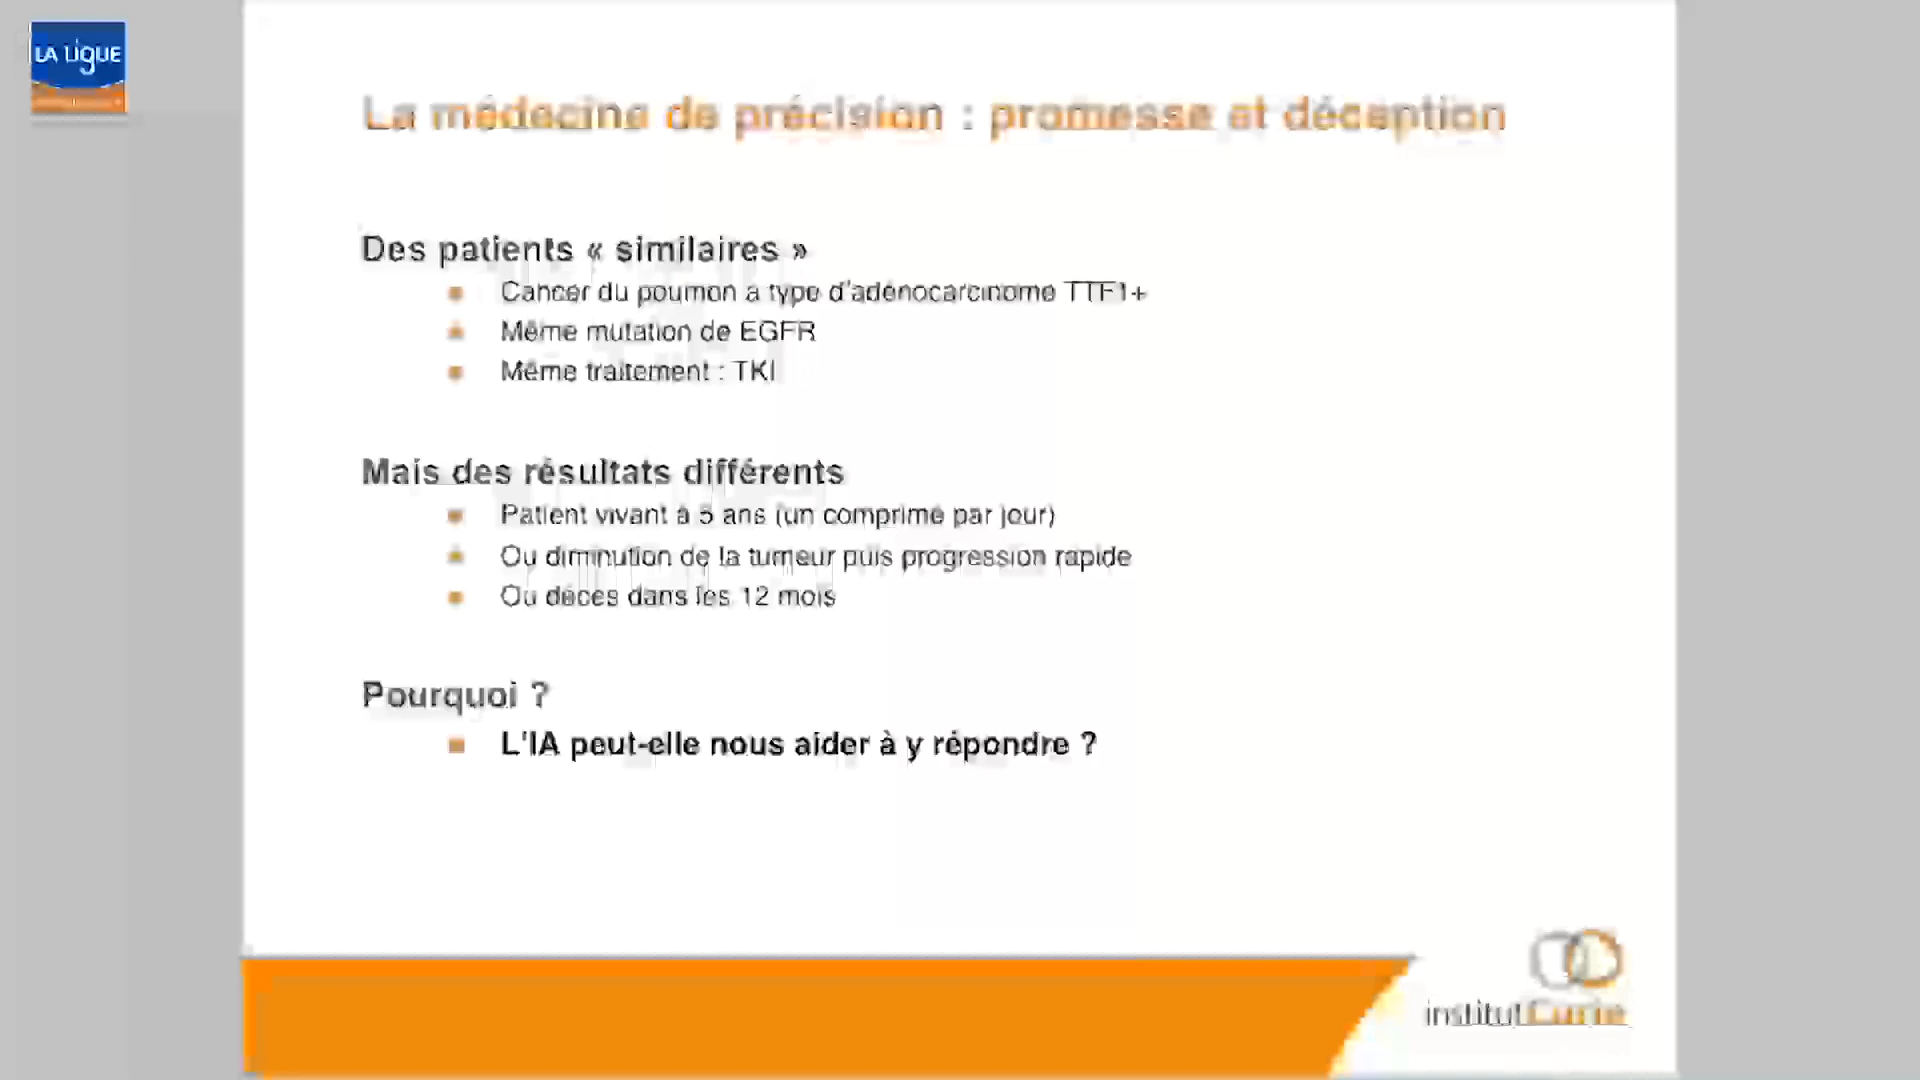 LA LIGUE
La médecine de précision : promesse et déception
Des patients « similaires »
Cancer du poumon à type d'adénocarcinome TTF1+
Même mutation de EGFR
Même traitement : TKI
Mais des résultats différents
Patient vivant à 5 ans (un comprimé par jour)
Ou diminution de la tumeur puis progression rapide
Ou décès dans les 12 mois
Pourquoi ?
L'IA peut-elle nous aider à y répondre ?
institutCurie